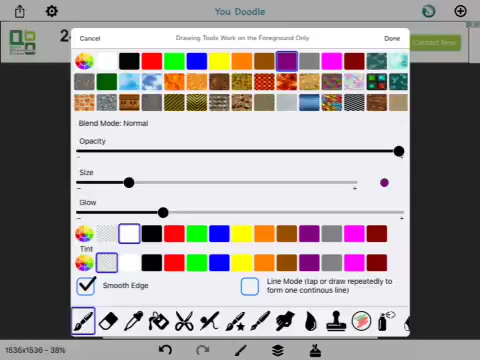 You Doodle
Cancel
Drawing Tools Work on the Foreground Only
Done
2
Contact Now
Blend Mode: Normal
Opacity
− +
Size
− +
Glow
− +
Tint
Smooth Edge
Line Mode (tap or draw repeatedly to
form one continous line)
1536x1536 - 38%